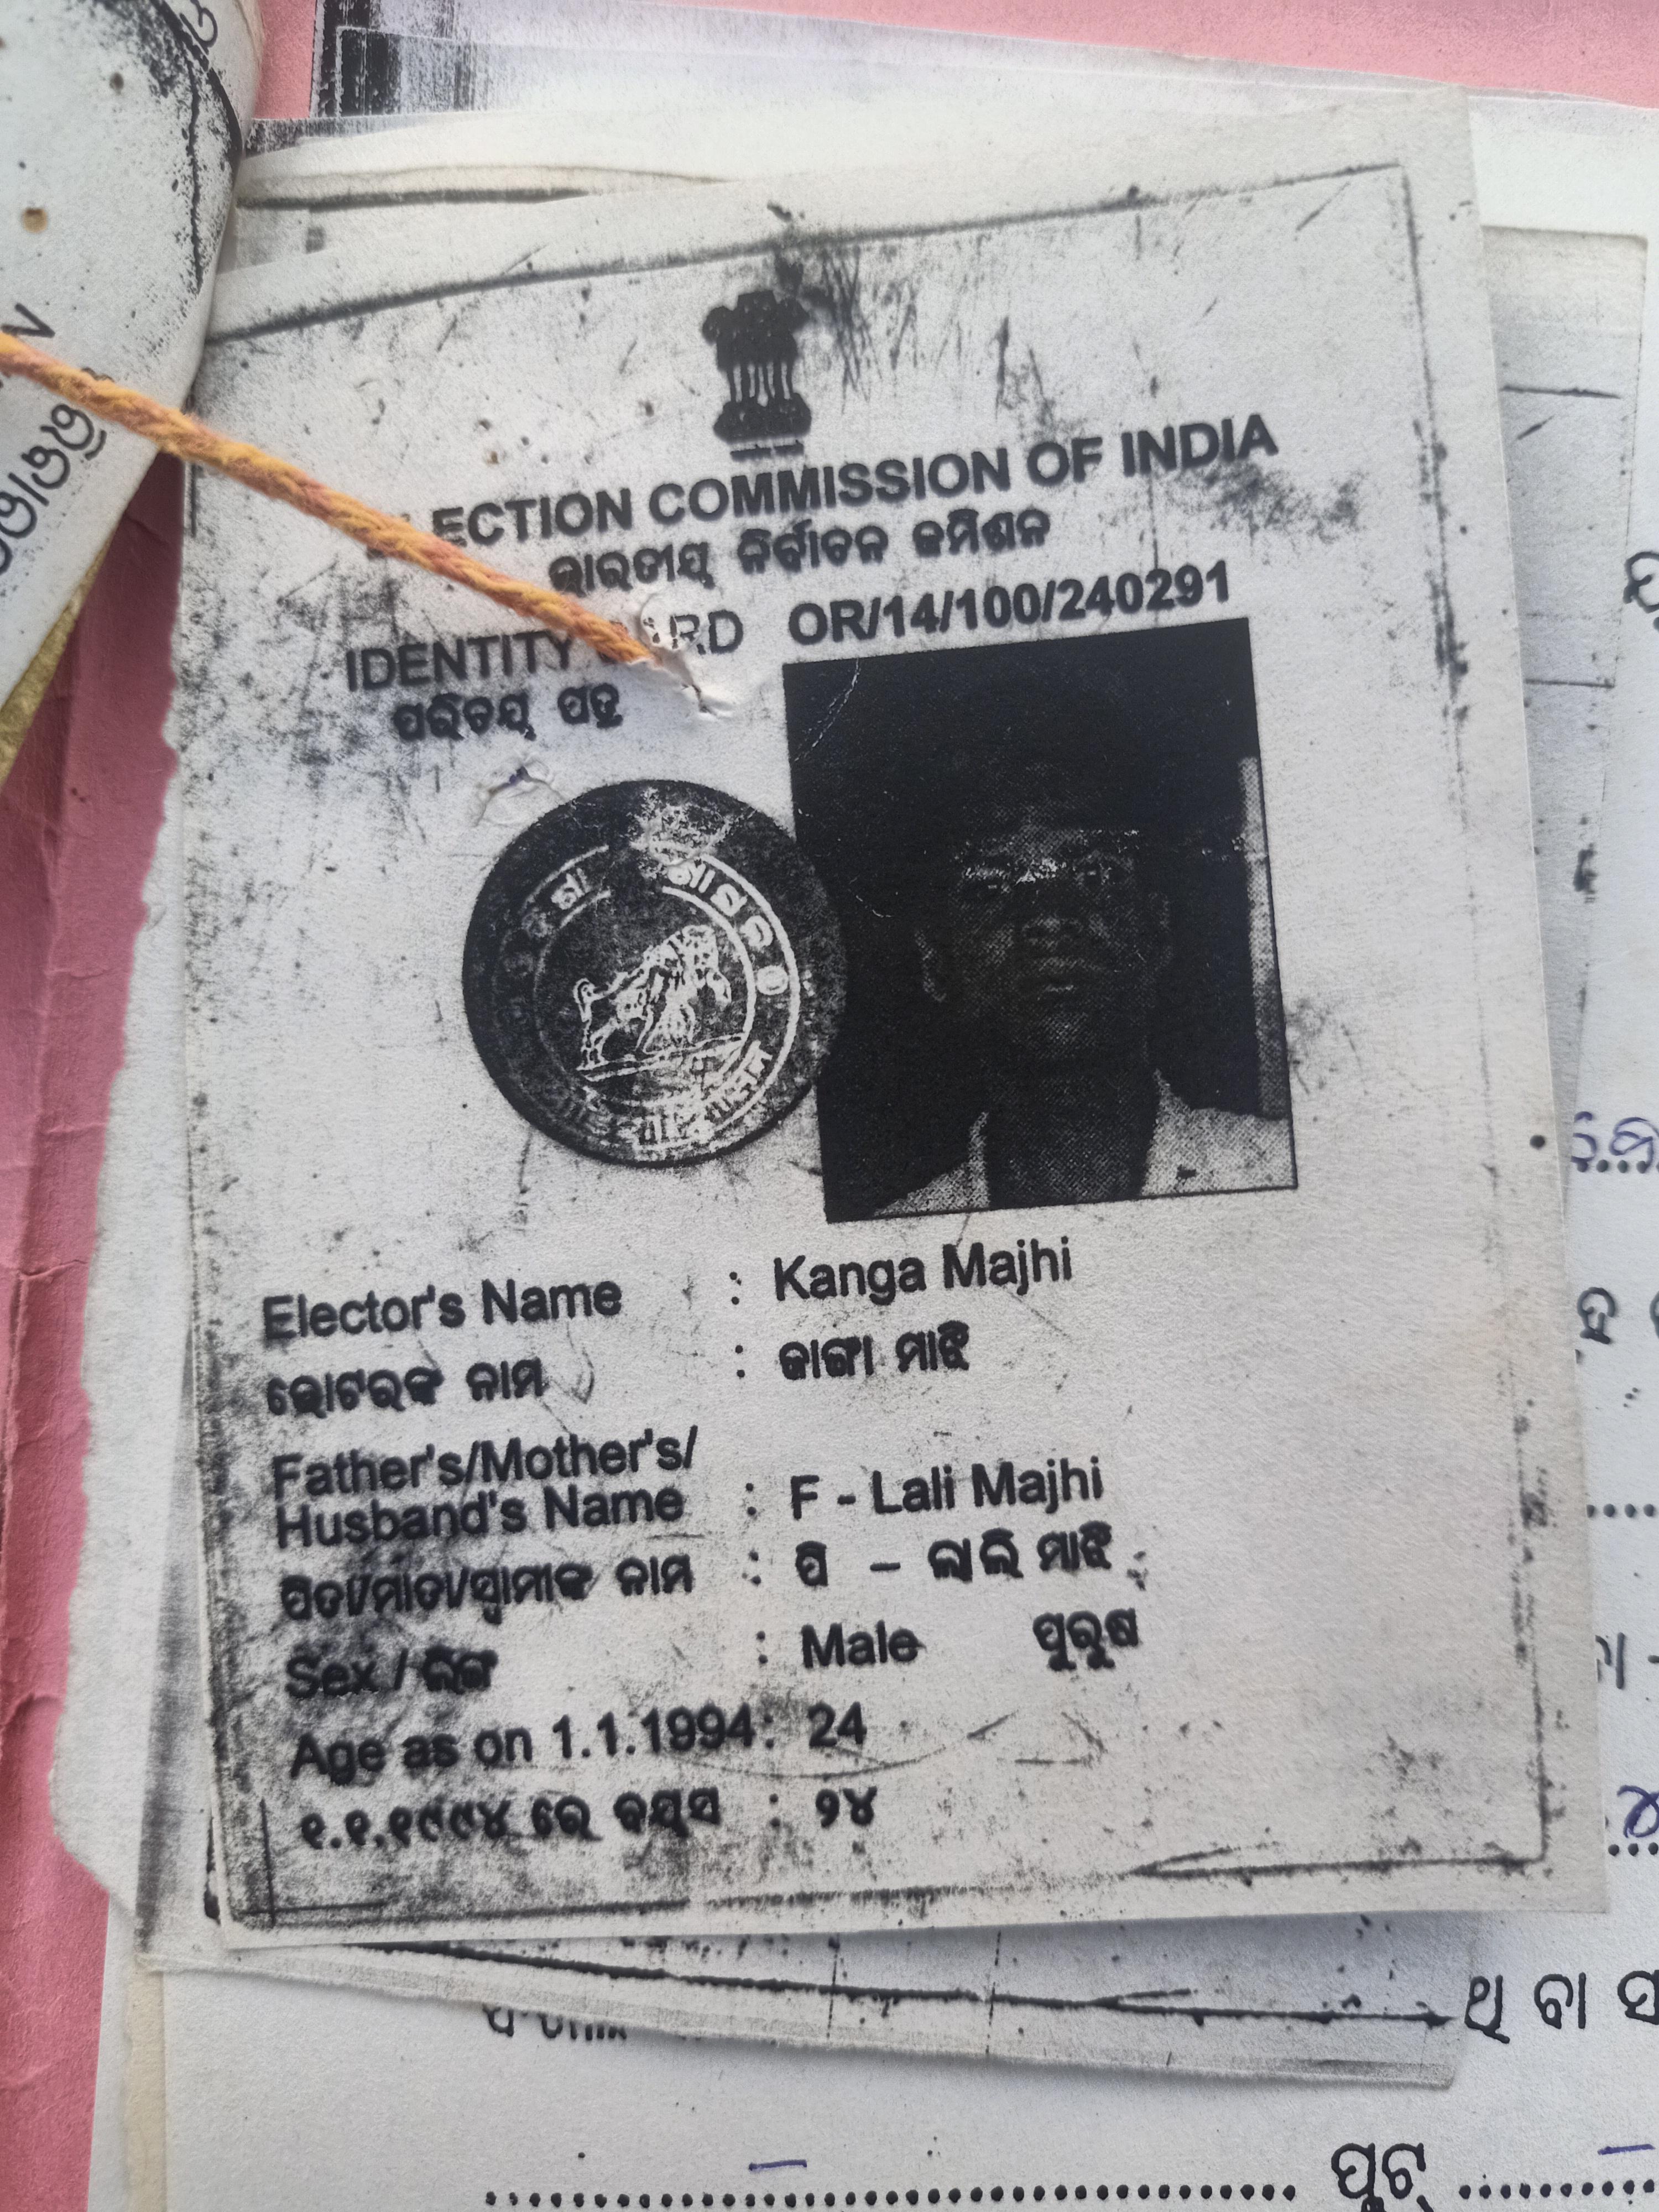 ELECTION COMMISSION OF INDIA
ଭାରତୀୟ ନିର୍ବାଚନ କମିଶନ
IDENTITY CARD OR/14/100/240291
ପରିଚୟ ପତ୍ର
Elector's Name : Kanga Majhi
ଭୋଟରଙ୍କ ନାମ : କାଙ୍ଗା ମାଝି
Father's/Mother's/
Husband's Name : F - Lali Majhi
ପିତା/ମାତା/ସ୍ୱାମୀଙ୍କ ନାମ : ପି – ଲାଲି ମାଝି
Sex / ଲିଙ୍ଗ : Male ପୁରୁଷ
Age as on 1.1.1994: 24
୧.୧.୧୯୯୪ ରେ ବୟସ : ୨୪
ଥି ବା ସ
ପ୍ଲଟ୍